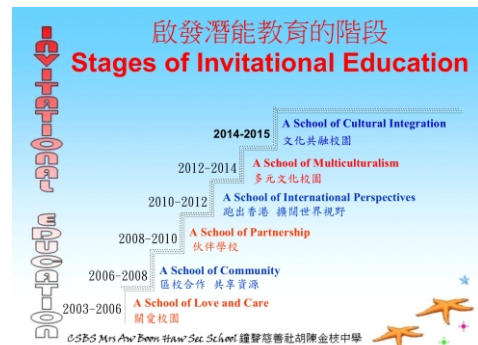 啟發潛能教育的階段
Stages of Invitational Education
INVITATIONAL EDUCATION
2014-2015
A School of Cultural Integration
文化共融校園
2012-2014
A School of Multiculturalism
多元文化校園
2010-2012
A School of International Perspectives
跑出香港 擴闊世界視野
2008-2010
A School of Partnership
伙伴學校
2006-2008
A School of Community
區校合作 共享資源
2003-2006
A School of Love and Care
關愛校園
CSBS Mrs Aw Boon Haw Sec School 鐘聲慈善社胡陳金枝中學